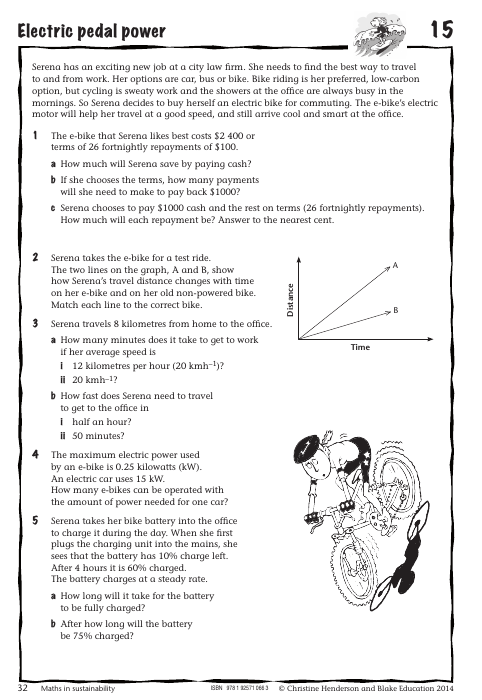 Electric pedal power
15
Serena has an exciting new job at a city law firm. She needs to find the best way to travel
to and from work. Her options are car, bus or bike. Bike riding is her preferred, low-carbon
option, but cycling is sweaty work and the showers at the office are always busy in the
mornings. So Serena decides to buy herself an electric bike for commuting. The e-bike's electric
motor will help her travel at a good speed, and still arrive cool and smart at the office.
1 The e-bike that Serena likes best costs $2 400 or
terms of 26 fortnightly repayments of $100.
a How much will Serena save by paying cash?
b If she chooses the terms, how many payments
will she need to make to pay back $1000?
c Serena chooses to pay $1000 cash and the rest on terms (26 fortnightly repayments).
How much will each repayment be? Answer to the nearest cent.
2 Serena takes the e-bike for a test ride.
The two lines on the graph, A and B, show
how Serena's travel distance changes with time
on her e-bike and on her old non-powered bike.
Match each line to the correct bike.
Distance
A
B
Time
3 Serena travels 8 kilometres from home to the office.
a How many minutes does it take to get to work
if her average speed is
i 12 kilometres per hour (20 kmh⁻¹)?
ii 20 kmh⁻¹?
b How fast does Serena need to travel
to get to the office in
i half an hour?
ii 50 minutes?
4 The maximum electric power used
by an e-bike is 0.25 kilowatts (kW).
An electric car uses 15 kW.
How many e-bikes can be operated with
the amount of power needed for one car?
5 Serena takes her bike battery into the office
to charge it during the day. When she first
plugs the charging unit into the mains, she
sees that the battery has 10% charge left.
After 4 hours it is 60% charged.
The battery charges at a steady rate.
a How long will it take for the battery
to be fully charged?
b After how long will the battery
be 75% charged?
32 Maths in sustainability
ISBN 978 1 92571 066 3
© Christine Henderson and Blake Education 2014